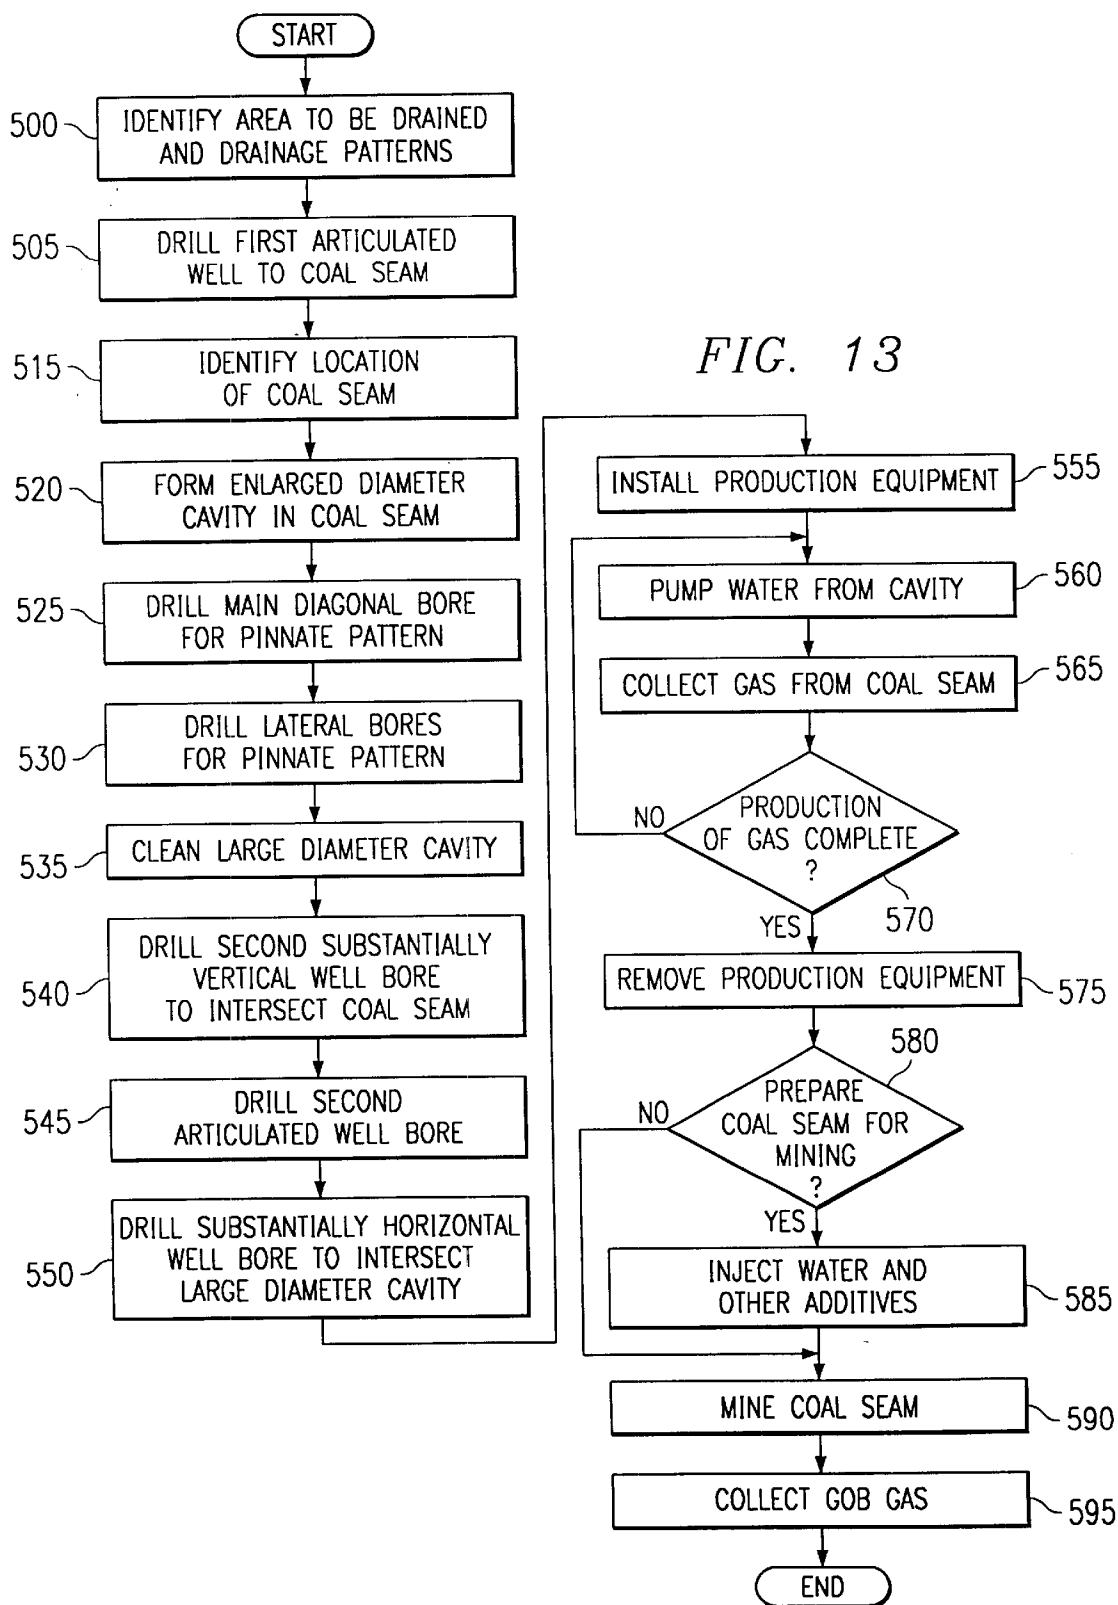 START
500
IDENTIFY AREA TO BE DRAINED
AND DRAINAGE PATTERNS
505
DRILL FIRST ARTICULATED
WELL TO COAL SEAM
515
IDENTIFY LOCATION
OF COAL SEAM
520
FORM ENLARGED DIAMETER
CAVITY IN COAL SEAM
525
DRILL MAIN DIAGONAL BORE
FOR PINNATE PATTERN
530
DRILL LATERAL BORES
FOR PINNATE PATTERN
535
CLEAN LARGE DIAMETER CAVITY
540
DRILL SECOND SUBSTANTIALLY
VERTICAL WELL BORE
TO INTERSECT COAL SEAM
545
DRILL SECOND
ARTICULATED WELL BORE
550
DRILL SUBSTANTIALLY HORIZONTAL
WELL BORE TO INTERSECT
LARGE DIAMETER CAVITY
FIG. 13
INSTALL PRODUCTION EQUIPMENT
555
PUMP WATER FROM CAVITY
560
COLLECT GAS FROM COAL SEAM
565
NO
PRODUCTION
OF GAS COMPLETE
?
570
YES
REMOVE PRODUCTION EQUIPMENT
575
580
NO
PREPARE
COAL SEAM FOR
MINING
?
YES
INJECT WATER AND
OTHER ADDITIVES
585
MINE COAL SEAM
590
COLLECT GOB GAS
595
END